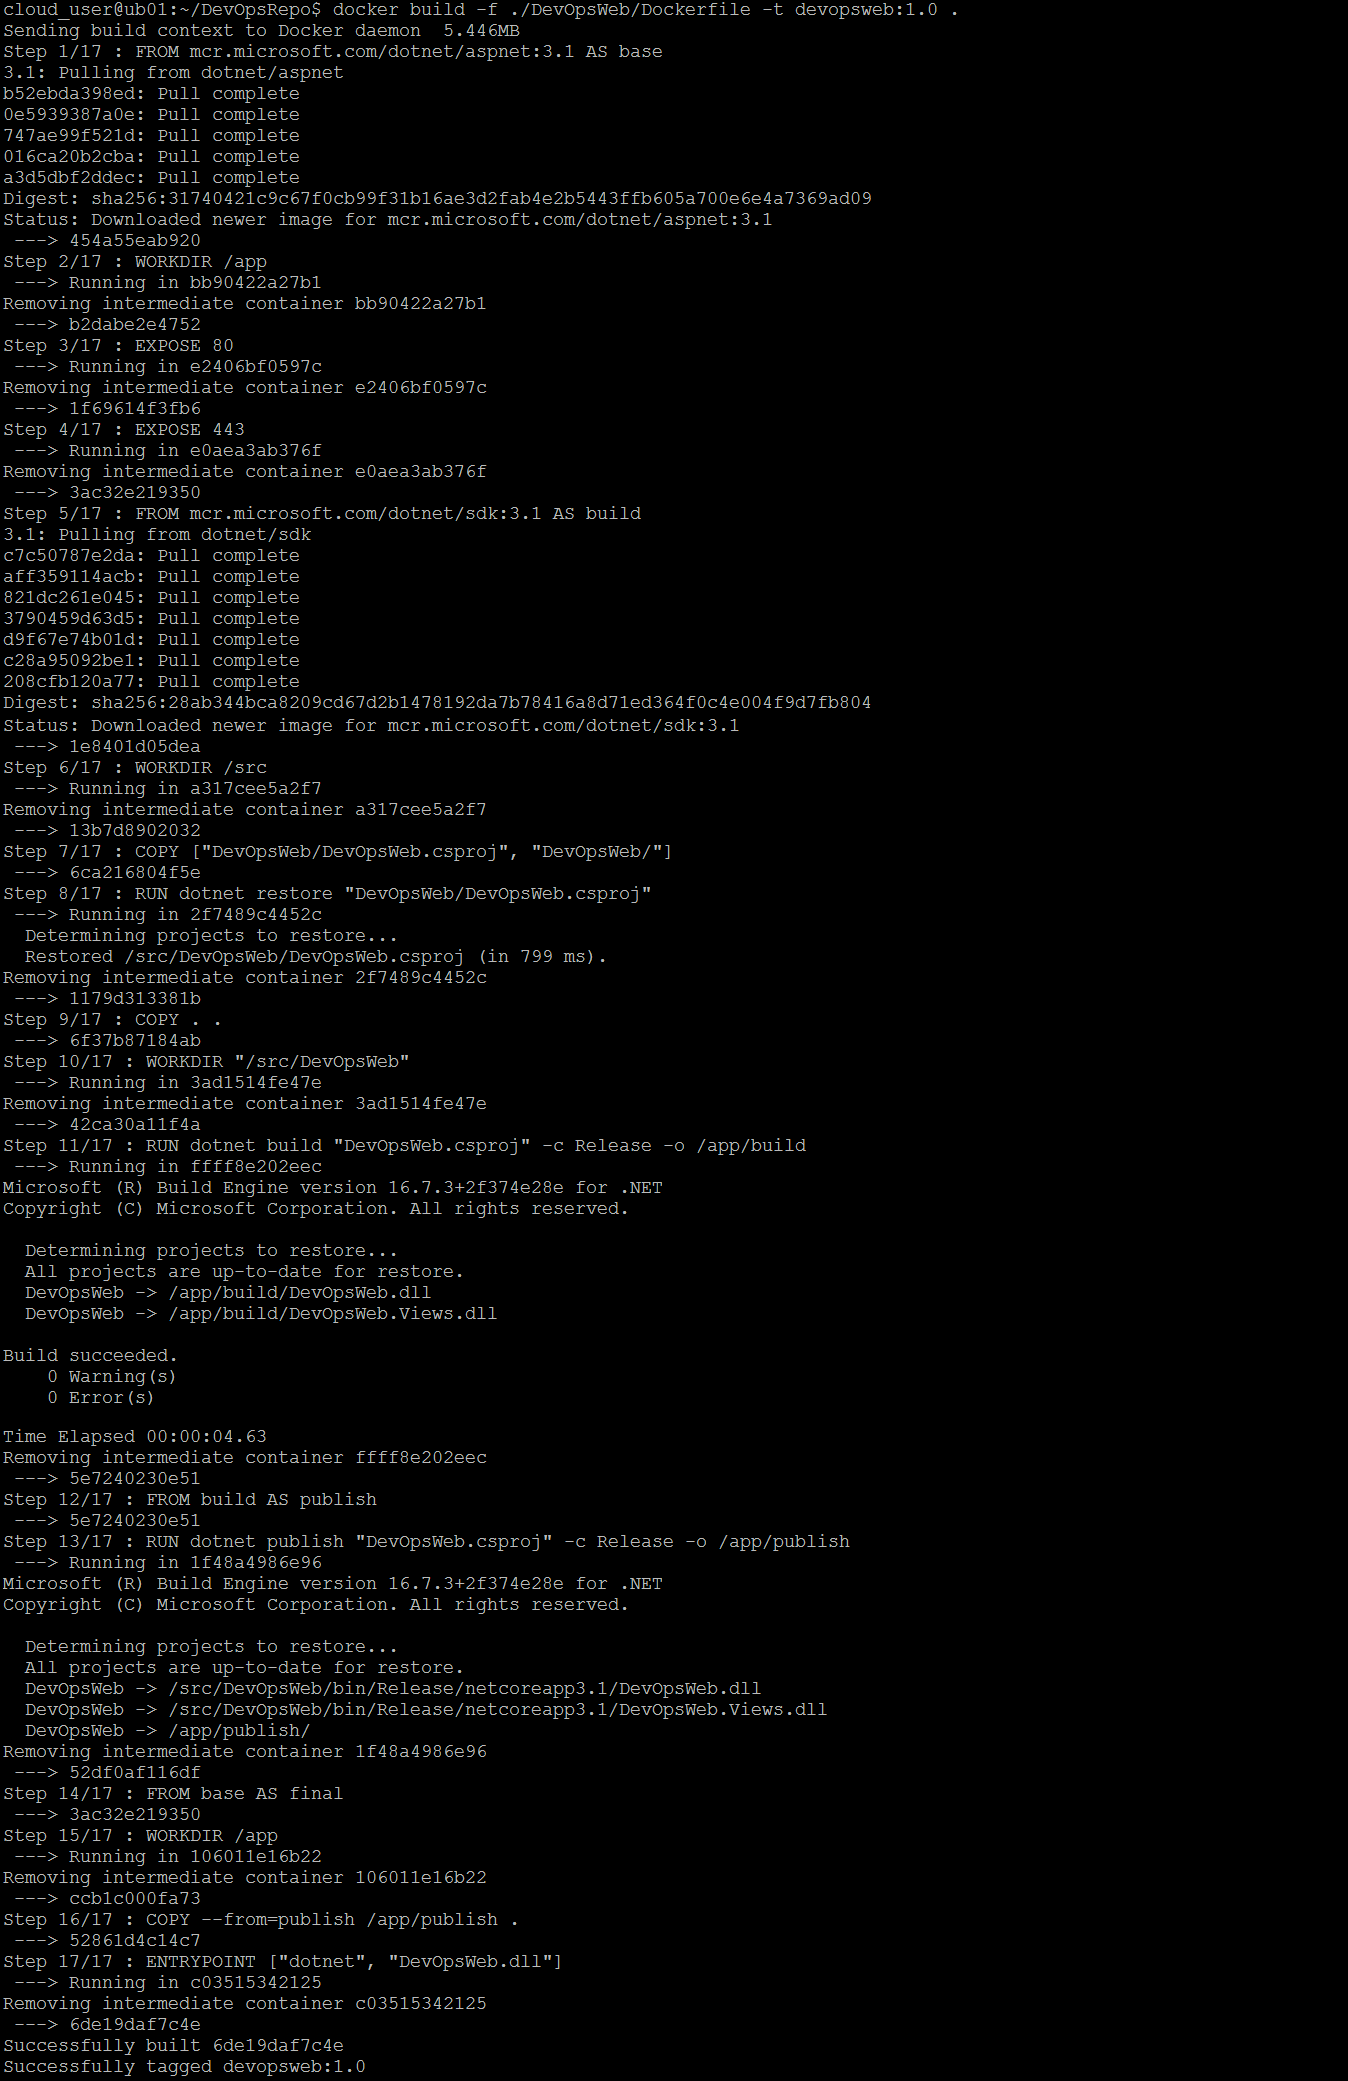 cloud_user@ub01:~/DevOpsRepo$ docker build -f ./DevOpsWeb/Dockerfile -t devopsweb:1.0 .
Sending build context to Docker daemon  5.446MB
Step 1/17 : FROM mcr.microsoft.com/dotnet/aspnet:3.1 AS base
3.1: Pulling from dotnet/aspnet
b52ebda398ed: Pull complete
0e5939387a0e: Pull complete
747ae99f521d: Pull complete
016ca20b2cba: Pull complete
a3d5dbf2ddec: Pull complete
Digest: sha256:31740421c9c67f0cb99f31b16ae3d2fab4e2b5443ffb605a700e6e4a7369ad09
Status: Downloaded newer image for mcr.microsoft.com/dotnet/aspnet:3.1
 ---> 454a55eab920
Step 2/17 : WORKDIR /app
 ---> Running in bb90422a27b1
Removing intermediate container bb90422a27b1
 ---> b2dabe2e4752
Step 3/17 : EXPOSE 80
 ---> Running in e2406bf0597c
Removing intermediate container e2406bf0597c
 ---> 1f69614f3fb6
Step 4/17 : EXPOSE 443
 ---> Running in e0aea3ab376f
Removing intermediate container e0aea3ab376f
 ---> 3ac32e219350
Step 5/17 : FROM mcr.microsoft.com/dotnet/sdk:3.1 AS build
3.1: Pulling from dotnet/sdk
c7c50787e2da: Pull complete
aff359114acb: Pull complete
821dc261e045: Pull complete
3790459d63d5: Pull complete
d9f67e74b01d: Pull complete
c28a95092be1: Pull complete
208cfb120a77: Pull complete
Digest: sha256:28ab344bca8209cd67d2b1478192da7b78416a8d71ed364f0c4e004f9d7fb804
Status: Downloaded newer image for mcr.microsoft.com/dotnet/sdk:3.1
 ---> 1e8401d05dea
Step 6/17 : WORKDIR /src
 ---> Running in a317cee5a2f7
Removing intermediate container a317cee5a2f7
 ---> 13b7d8902032
Step 7/17 : COPY ["DevOpsWeb/DevOpsWeb.csproj", "DevOpsWeb/"]
 ---> 6ca216804f5e
Step 8/17 : RUN dotnet restore "DevOpsWeb/DevOpsWeb.csproj"
 ---> Running in 2f7489c4452c
  Determining projects to restore...
  Restored /src/DevOpsWeb/DevOpsWeb.csproj (in 799 ms).
Removing intermediate container 2f7489c4452c
 ---> 1179d313381b
Step 9/17 : COPY . .
 ---> 6f37b87184ab
Step 10/17 : WORKDIR "/src/DevOpsWeb"
 ---> Running in 3ad1514fe47e
Removing intermediate container 3ad1514fe47e
 ---> 42ca30a11f4a
Step 11/17 : RUN dotnet build "DevOpsWeb.csproj" -c Release -o /app/build
 ---> Running in ffff8e202eec
Microsoft (R) Build Engine version 16.7.3+2f374e28e for .NET
Copyright (C) Microsoft Corporation. All rights reserved.

  Determining projects to restore...
  All projects are up-to-date for restore.
  DevOpsWeb -> /app/build/DevOpsWeb.dll
  DevOpsWeb -> /app/build/DevOpsWeb.Views.dll

Build succeeded.
    0 Warning(s)
    0 Error(s)

Time Elapsed 00:00:04.63
Removing intermediate container ffff8e202eec
 ---> 5e7240230e51
Step 12/17 : FROM build AS publish
 ---> 5e7240230e51
Step 13/17 : RUN dotnet publish "DevOpsWeb.csproj" -c Release -o /app/publish
 ---> Running in 1f48a4986e96
Microsoft (R) Build Engine version 16.7.3+2f374e28e for .NET
Copyright (C) Microsoft Corporation. All rights reserved.

  Determining projects to restore...
  All projects are up-to-date for restore.
  DevOpsWeb -> /src/DevOpsWeb/bin/Release/netcoreapp3.1/DevOpsWeb.dll
  DevOpsWeb -> /src/DevOpsWeb/bin/Release/netcoreapp3.1/DevOpsWeb.Views.dll
  DevOpsWeb -> /app/publish/
Removing intermediate container 1f48a4986e96
 ---> 52df0af116df
Step 14/17 : FROM base AS final
 ---> 3ac32e219350
Step 15/17 : WORKDIR /app
 ---> Running in 106011e16b22
Removing intermediate container 106011e16b22
 ---> ccb1c000fa73
Step 16/17 : COPY --from=publish /app/publish .
 ---> 52861d4c14c7
Step 17/17 : ENTRYPOINT ["dotnet", "DevOpsWeb.dll"]
 ---> Running in c03515342125
Removing intermediate container c03515342125
 ---> 6de19daf7c4e
Successfully built 6de19daf7c4e
Successfully tagged devopsweb:1.0